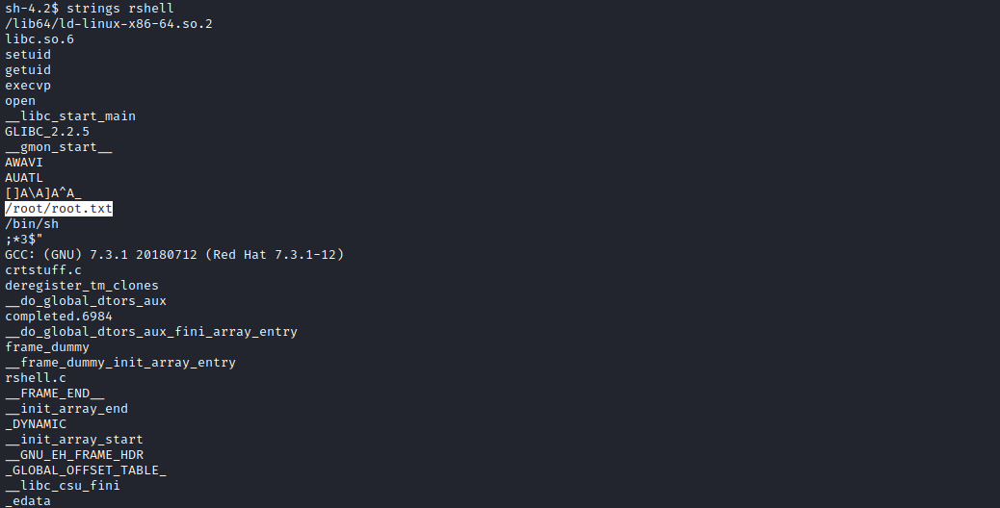 sh-4.2$ strings rshell
/lib64/ld-linux-x86-64.so.2
libc.so.6
setuid
getuid
execvp
open
__libc_start_main
GLIBC_2.2.5
__gmon_start__
AWAVI
AUATL
[]A\A]A^A_
/root/root.txt
/bin/sh
;*3$"
GCC: (GNU) 7.3.1 20180712 (Red Hat 7.3.1-12)
crtstuff.c
deregister_tm_clones
__do_global_dtors_aux
completed.6984
__do_global_dtors_aux_fini_array_entry
frame_dummy
__frame_dummy_init_array_entry
rshell.c
__FRAME_END__
__init_array_end
_DYNAMIC
__init_array_start
__GNU_EH_FRAME_HDR
_GLOBAL_OFFSET_TABLE_
__libc_csu_fini
_edata